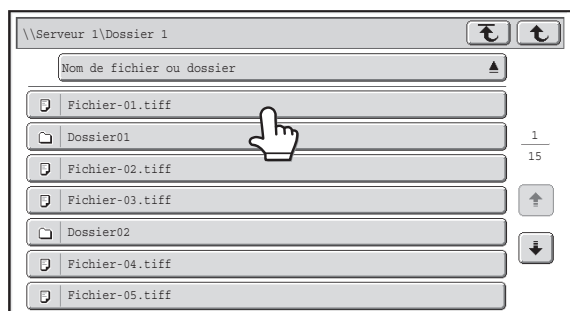 \\Serveur 1\Dossier 1
Nom de fichier ou dossier
Fichier-01.tiff
Dossier01
1
15
Fichier-02.tiff
Fichier-03.tiff
Dossier02
Fichier-04.tiff
Fichier-05.tiff